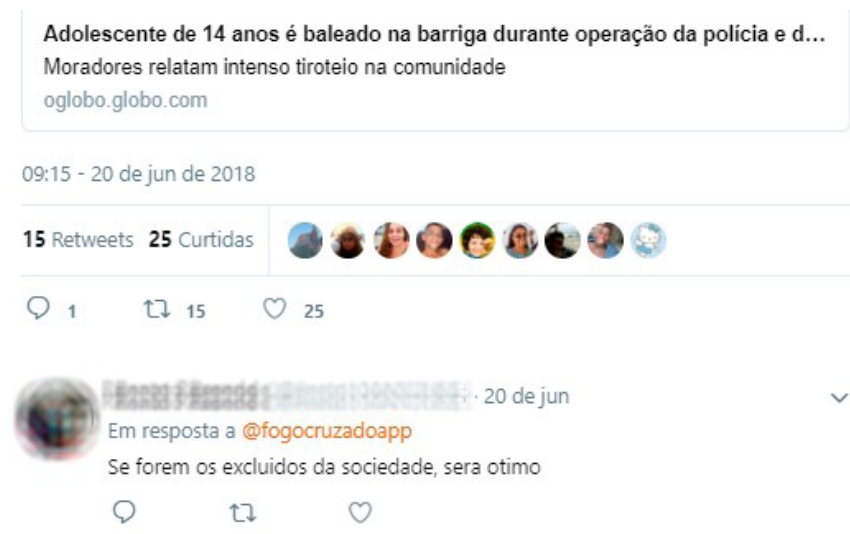 Adolescente de 14 anos é baleado na barriga durante operação da polícia e d...
Moradores relatam intenso tiroteio na comunidade
oglobo.globo.com
09:15 - 20 de jun de 2018
15 Retweets 25 Curtidas
1 15 25
· 20 de jun
Em resposta a @fogocruzadoapp
Se forem os excluidos da sociedade, sera otimo